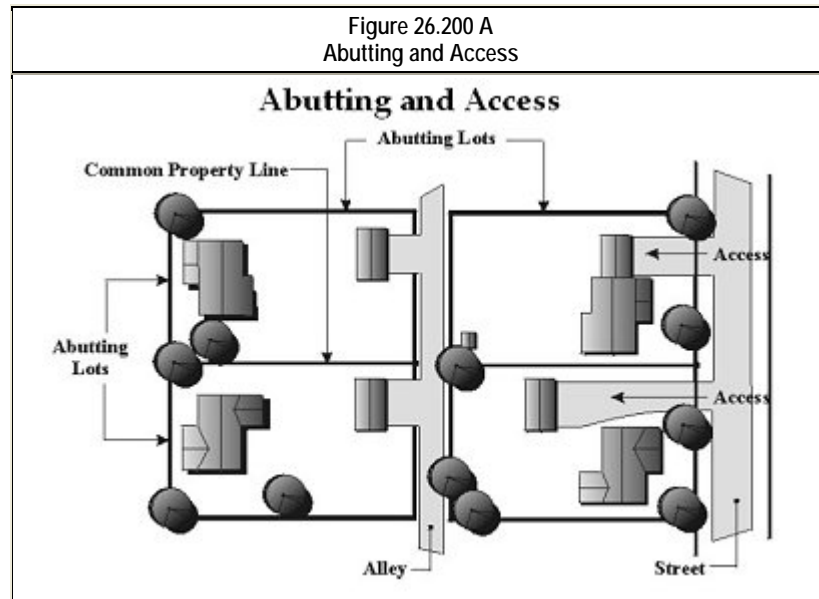 Figure 26.200 A
Abutting and Access
Abutting and Access
Abutting Lots
Common Property Line
Access
Abutting
Lots
Access
Alley
Street